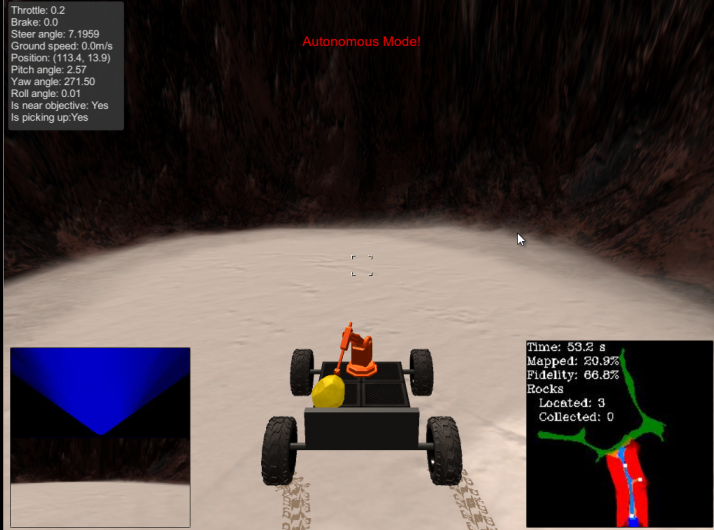 Throttle: 0.2
Brake: 0.0
Steer angle: 7.1959
Ground speed: 0.0m/s
Position: (113.4, 13.9)
Pitch angle: 2.57
Yaw angle: 271.50
Roll angle: 0.01
Is near objective: Yes
Is picking up:Yes
Autonomous Mode!
Time: 53.2 s
Mapped: 20.9%
Fidelity: 66.8%
Rocks
Located: 3
Collected: 0